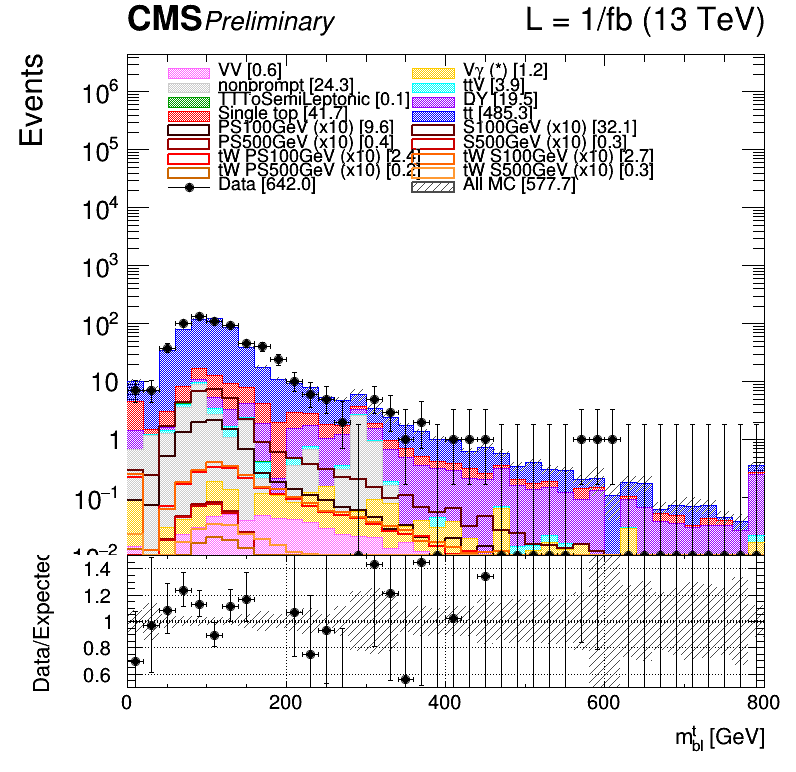 CMS Preliminary L = 1/fb (13 TeV)
Events
VV [0.6] Vγ (*) [1.2]
nonprompt [24.3] ttV [3.9]
TTToSemiLeptonic [0.1] DY [19.5]
Single top [41.7] tt [485.3]
PS100GeV (x10) [9.6] S100GeV (x10) [32.1]
PS500GeV (x10) [0.4] S500GeV (x10) [0.3]
tW PS100GeV (x10) [2.4] tW S100GeV (x10) [2.7]
tW PS500GeV (x10) [0.2] tW S500GeV (x10) [0.3]
Data [642.0] All MC [577.7]
10⁶
10⁵
10⁴
10³
10²
10
1
10⁻¹
10⁻²
Data/Expected
1.4
1.2
1
0.8
0.6
0 200 400 600 800
m^t_bl [GeV]